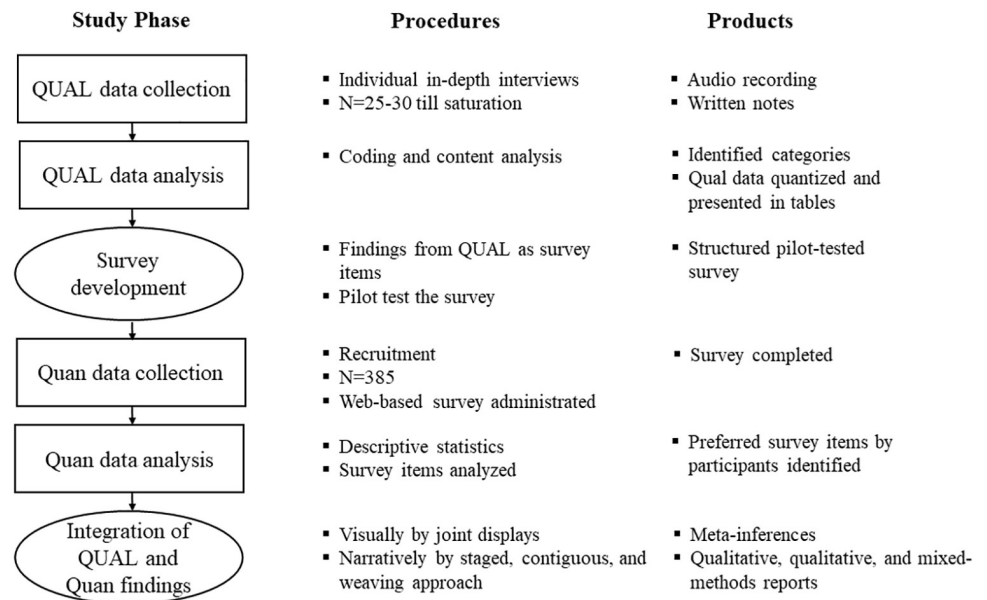 Study Phase
Procedures
Products
QUAL data collection
▪ Individual in-depth interviews
▪ N=25-30 till saturation
▪ Audio recording
▪ Written notes
QUAL data analysis
▪ Coding and content analysis
▪ Identified categories
▪ Qual data quantized and
presented in tables
Survey
development
▪ Findings from QUAL as survey
items
▪ Pilot test the survey
▪ Structured pilot-tested
survey
Quan data collection
▪ Recruitment
▪ N=385
▪ Web-based survey administrated
▪ Survey completed
Quan data analysis
▪ Descriptive statistics
▪ Survey items analyzed
▪ Preferred survey items by
participants identified
Integration of
QUAL and
Quan findings
▪ Visually by joint displays
▪ Narratively by staged, contiguous, and
weaving approach
▪ Meta-inferences
▪ Qualitative, qualitative, and mixed-
methods reports